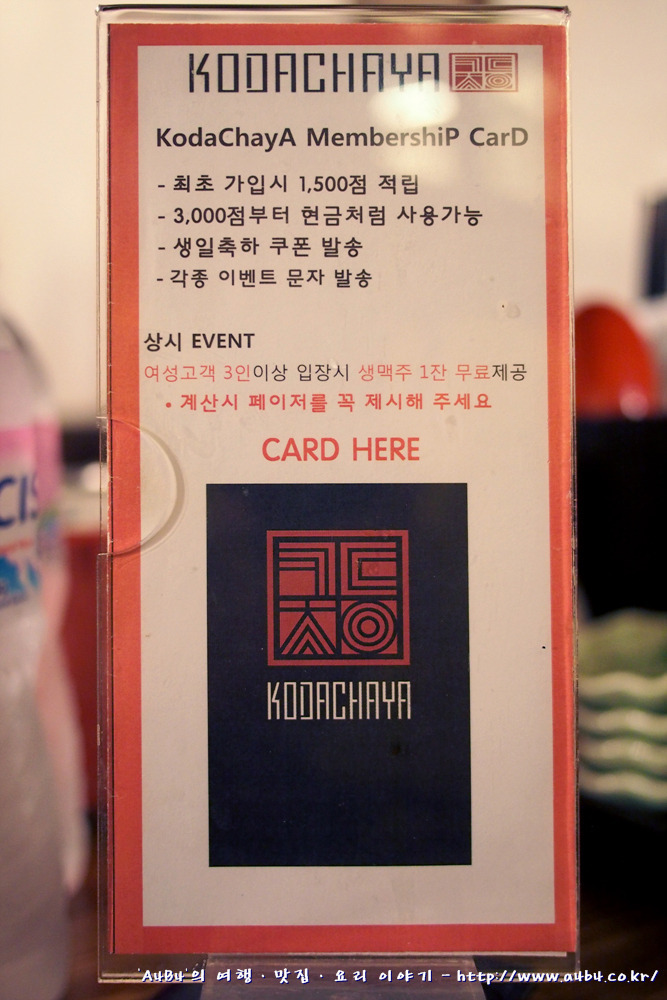 KODACHAYA
KodaChayA MembershiP CarD
- 최초 가입시 1,500점 적립
- 3,000점부터 현금처럼 사용가능
- 생일축하 쿠폰 발송
- 각종 이벤트 문자 발송
상시 EVENT
여성고객 3인이상 입장시 생맥주 1잔 무료제공
• 계산시 페이저를 꼭 제시해 주세요
CARD HERE
ㄱㄷ
ㅊㅇ
KODACHAYA
CIS
AuBu의 여행·맛집·요리 이야기 - http://www.aubu.co.kr/